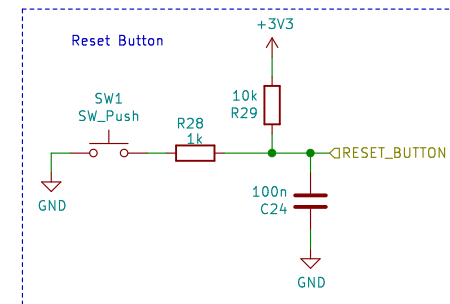 +3V3
Reset Button
SW1
SW_Push
10k
R29
R28
1k
RESET_BUTTON
100n
C24
GND
GND